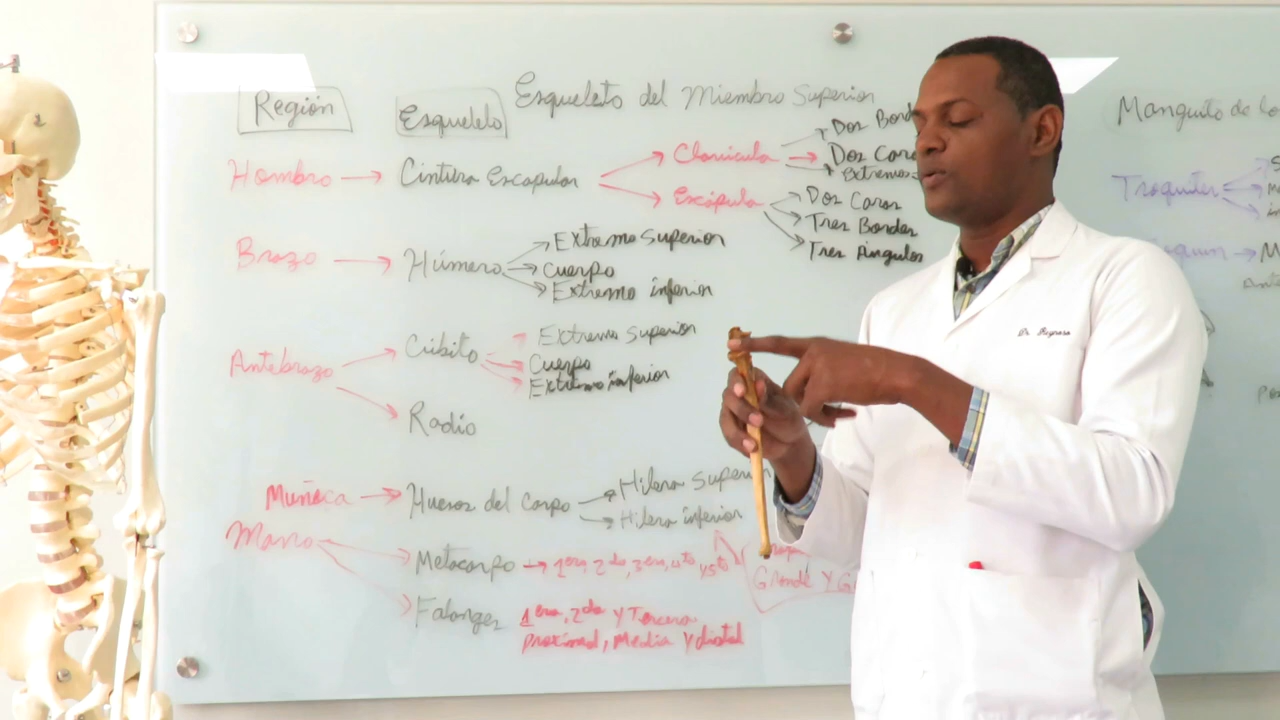 Esqueleto del Miembro Superior
Región
Esqueleto
Hombro → Cintura Escapular
Clavícula
Dos Bord
Dos Cara
Extremos
Escápula
Dos Caras
Tres Bordes
Tres Ángulos
Brazo → Húmero
Extremo Superior
Cuerpo
Extremo inferior
Antebrazo
Cúbito
Extremo Superior
Cuerpo
Extremo inferior
Radio
Muñeca → Huesos del Carpo
Hilera Superior
Hilera inferior
Mano
Metacarpo → 1ero, 2do, 3ero, 4to y 5to
Falanges
1era, 2da y Tercera
proximal, Media y distal
Grande y G
Manguito de lo
Troquiter
Dr. Reynoso